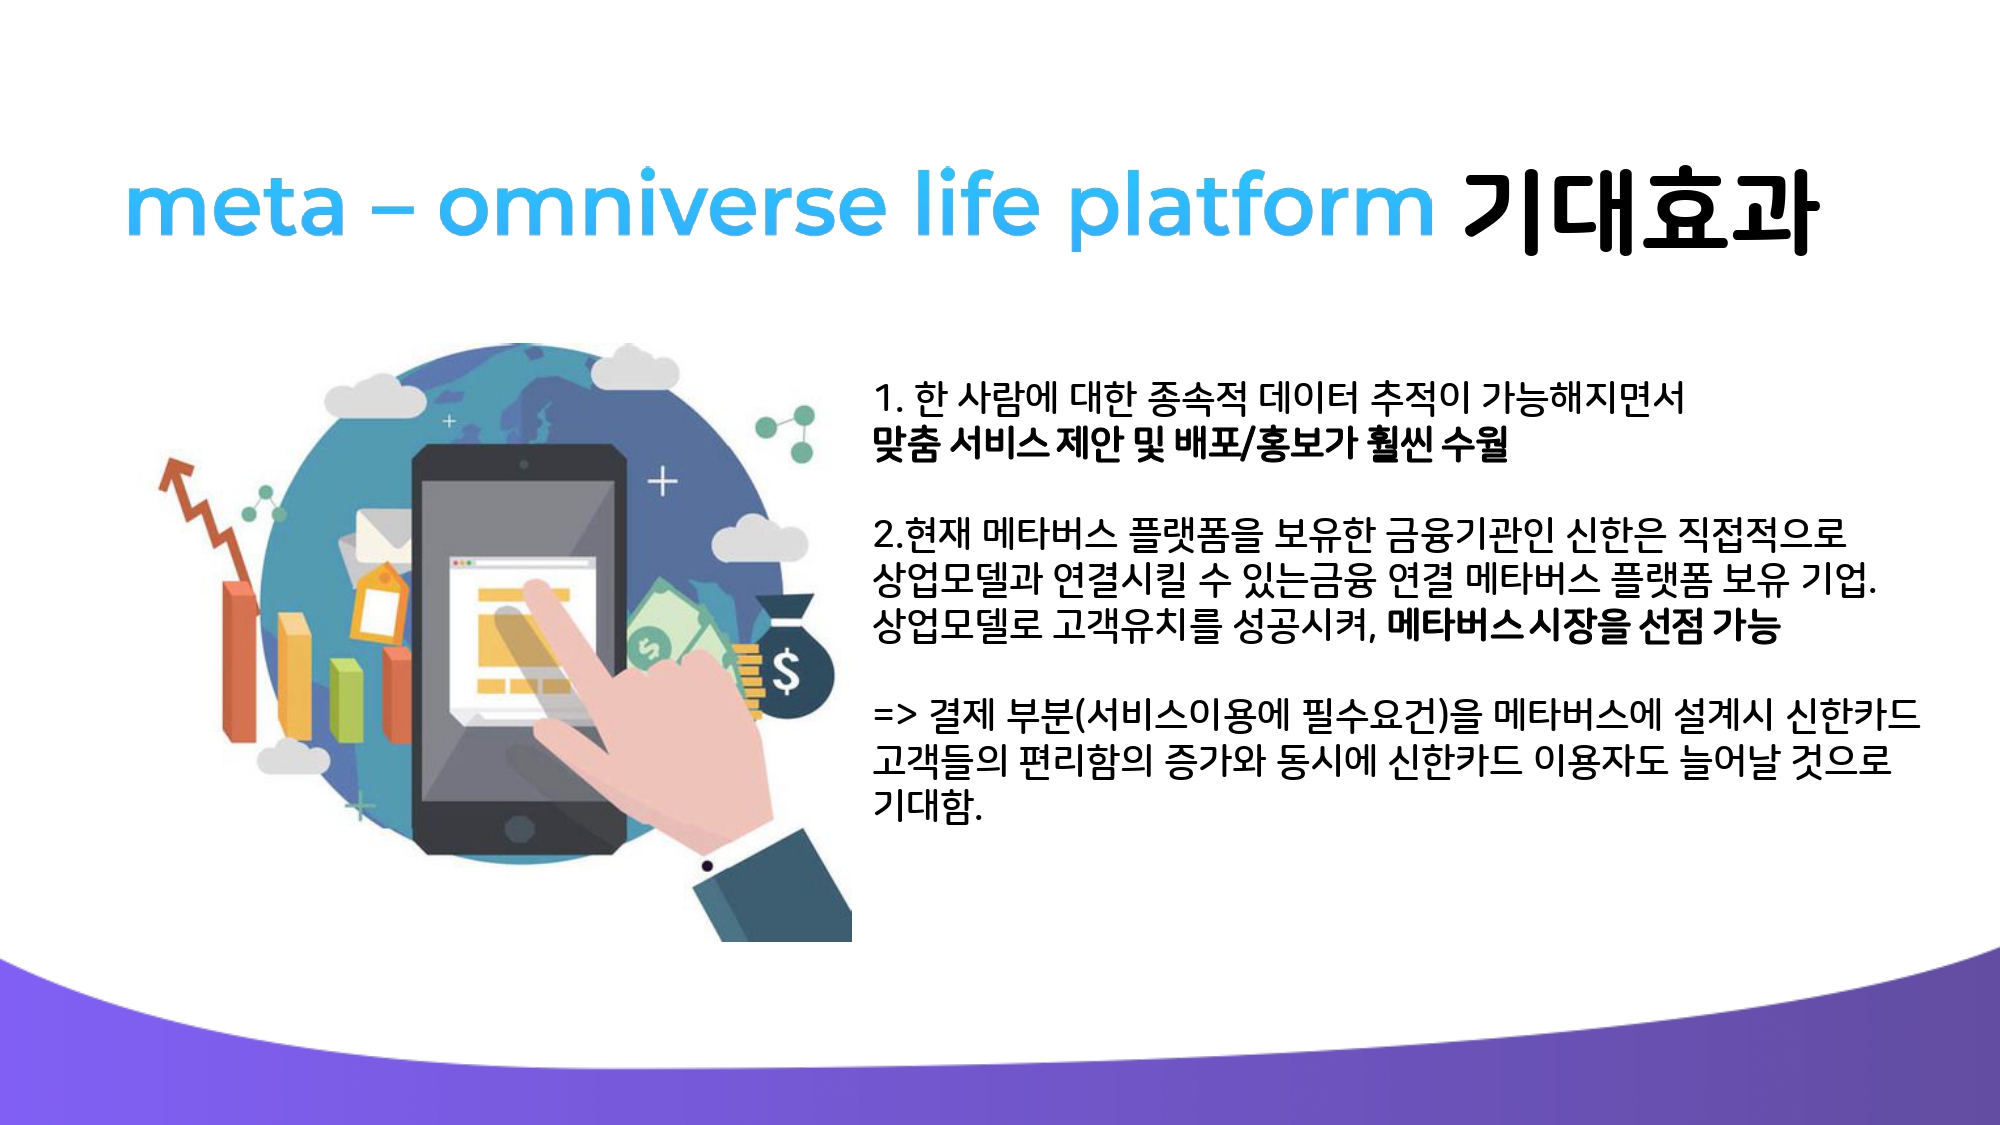 meta – omniverse life platform 기대효과
1. 한 사람에 대한 종속적 데이터 추적이 가능해지면서
맞춤 서비스 제안 및 배포/홍보가 훨씬 수월
2.현재 메타버스 플랫폼을 보유한 금융기관인 신한은 직접적으로
상업모델과 연결시킬 수 있는금융 연결 메타버스 플랫폼 보유 기업.
상업모델로 고객유치를 성공시켜, 메타버스 시장을 선점 가능
=> 결제 부분(서비스이용에 필수요건)을 메타버스에 설계시 신한카드
고객들의 편리함의 증가와 동시에 신한카드 이용자도 늘어날 것으로
기대함.
$
$